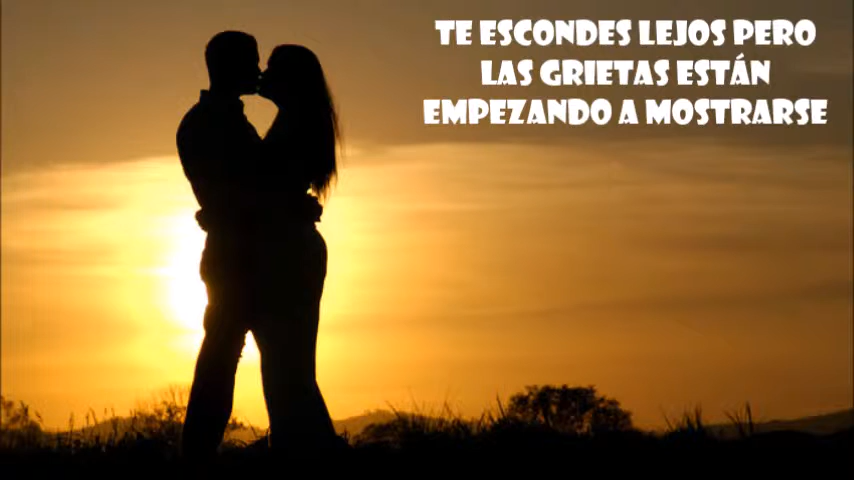 TE ESCONDES LEJOS PERO
LAS GRIETAS ESTÁN
EMPEZANDO A MOSTRARSE